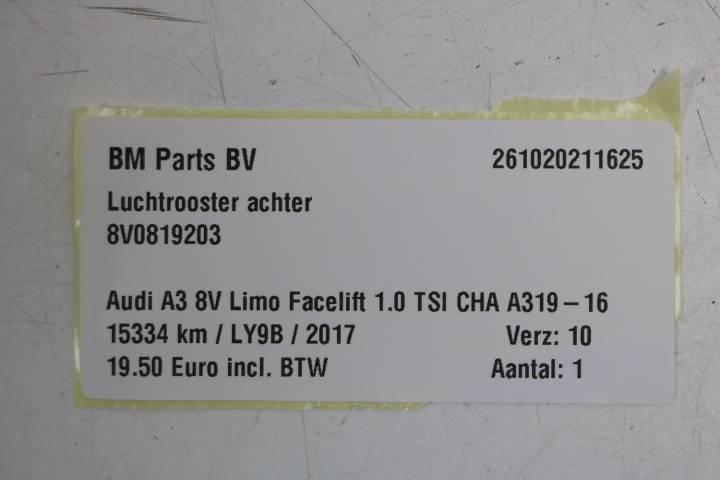 BM Parts BV 261020211625
Luchtrooster achter
8V0819203
Audi A3 8V Limo Facelift 1.0 TSI CHA A319-16
15334 km / LY9B / 2017 Verz: 10
19.50 Euro incl. BTW Aantal: 1